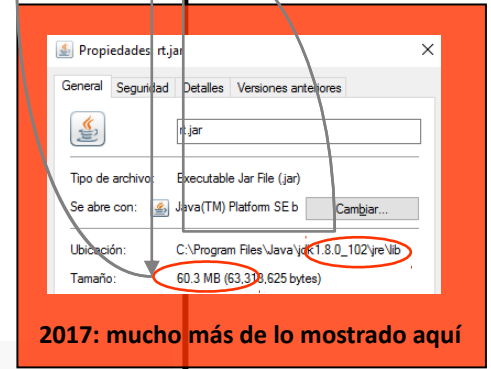 Propiedades: rt.jar
General Seguridad Detalles Versiones anteriores
rt.jar
Tipo de archivo: Executable Jar File (.jar)
Se abre con: Java(TM) Platform SE b Cambiar...
Ubicación: C:\Program Files\Java\jdk1.8.0_102\jre\lib
Tamaño: 60.3 MB (63,313,625 bytes)
2017: mucho más de lo mostrado aquí